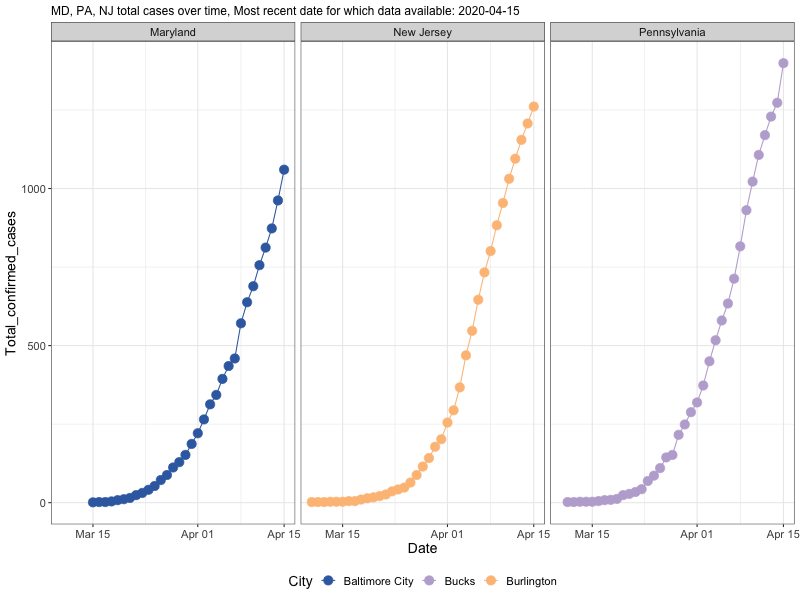 MD, PA, NJ total cases over time, Most recent date for which data available: 2020-04-15
Maryland New Jersey Pennsylvania
Total_confirmed_cases
1000
500
0
Mar 15 Apr 01 Apr 15 Mar 15 Apr 01 Apr 15 Mar 15 Apr 01 Apr 15
Date
City Baltimore City Bucks Burlington